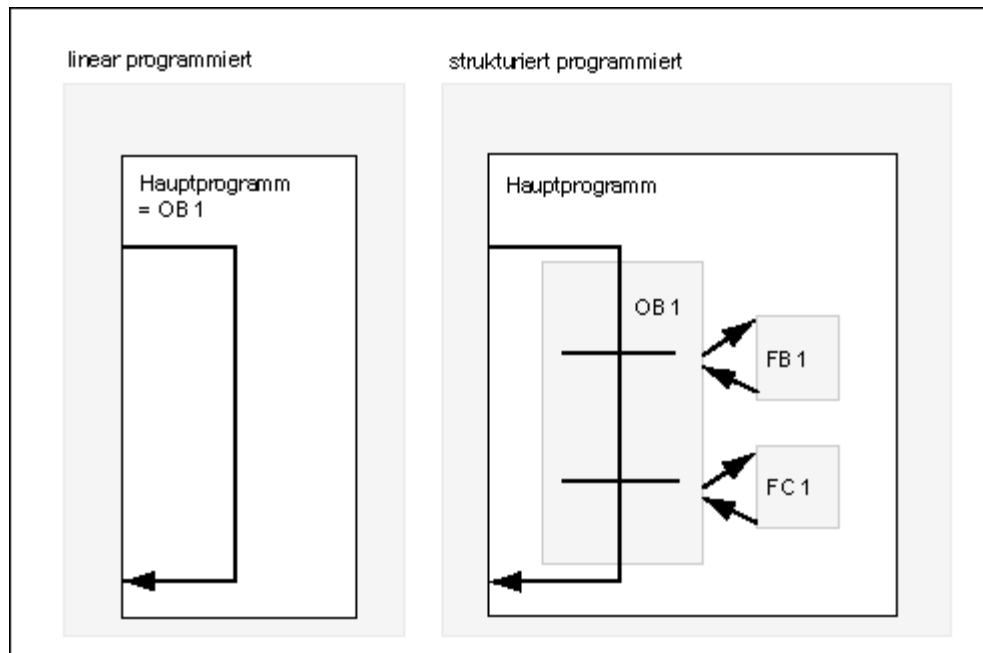 linear programmiert
strukturiert programmiert
Hauptprogramm
= OB 1
Hauptprogramm
OB 1
FB 1
FC 1